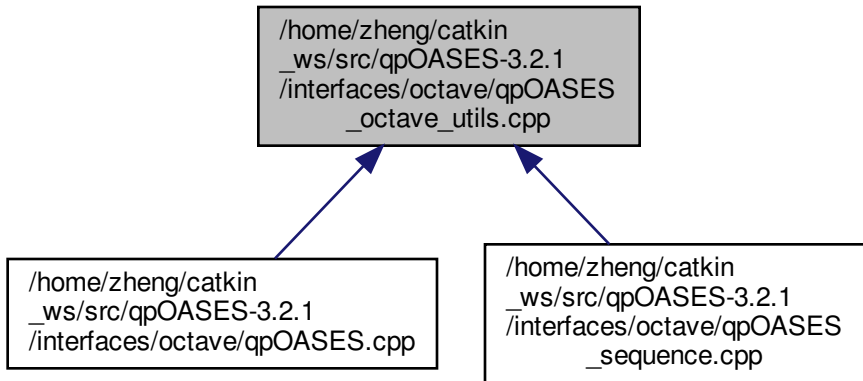 /home/zheng/catkin
_ws/src/qpOASES-3.2.1
/interfaces/octave/qpOASES
_octave_utils.cpp
/home/zheng/catkin
_ws/src/qpOASES-3.2.1
/interfaces/octave/qpOASES.cpp
/home/zheng/catkin
_ws/src/qpOASES-3.2.1
/interfaces/octave/qpOASES
_sequence.cpp